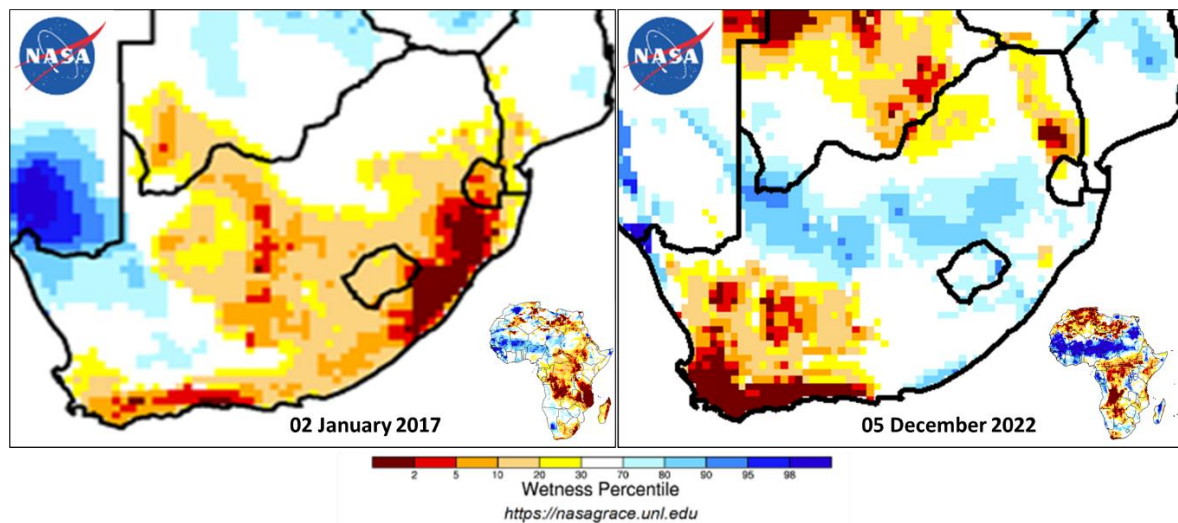 NASA
NASA
02 January 2017
05 December 2022
2 5 10 20 30 70 80 90 95 98
Wetness Percentile
https://nasagrace.unl.edu